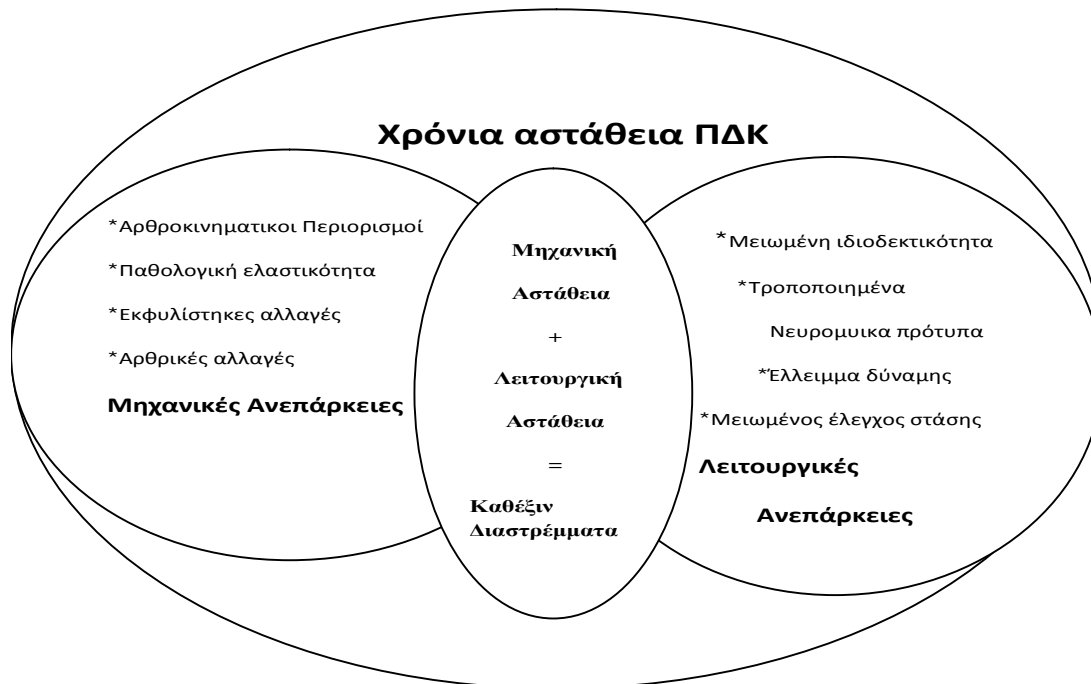 Χρόνια αστάθεια ΠΔΚ
*Αρθροκινηματικοι Περιορισμοί
*Παθολογική ελαστικότητα
*Εκφυλίστηκες αλλαγές
*Αρθρικές αλλαγές
Μηχανικές Ανεπάρκειες
Μηχανική
Αστάθεια
+
Λειτουργική
Αστάθεια
=
Καθέξιν
Διαστρέμματα
*Μειωμένη ιδιοδεκτικότητα
*Τροποποιημένα
Νευρομυικα πρότυπα
*Έλλειμμα δύναμης
*Μειωμένος έλεγχος στάσης
Λειτουργικές
Ανεπάρκειες